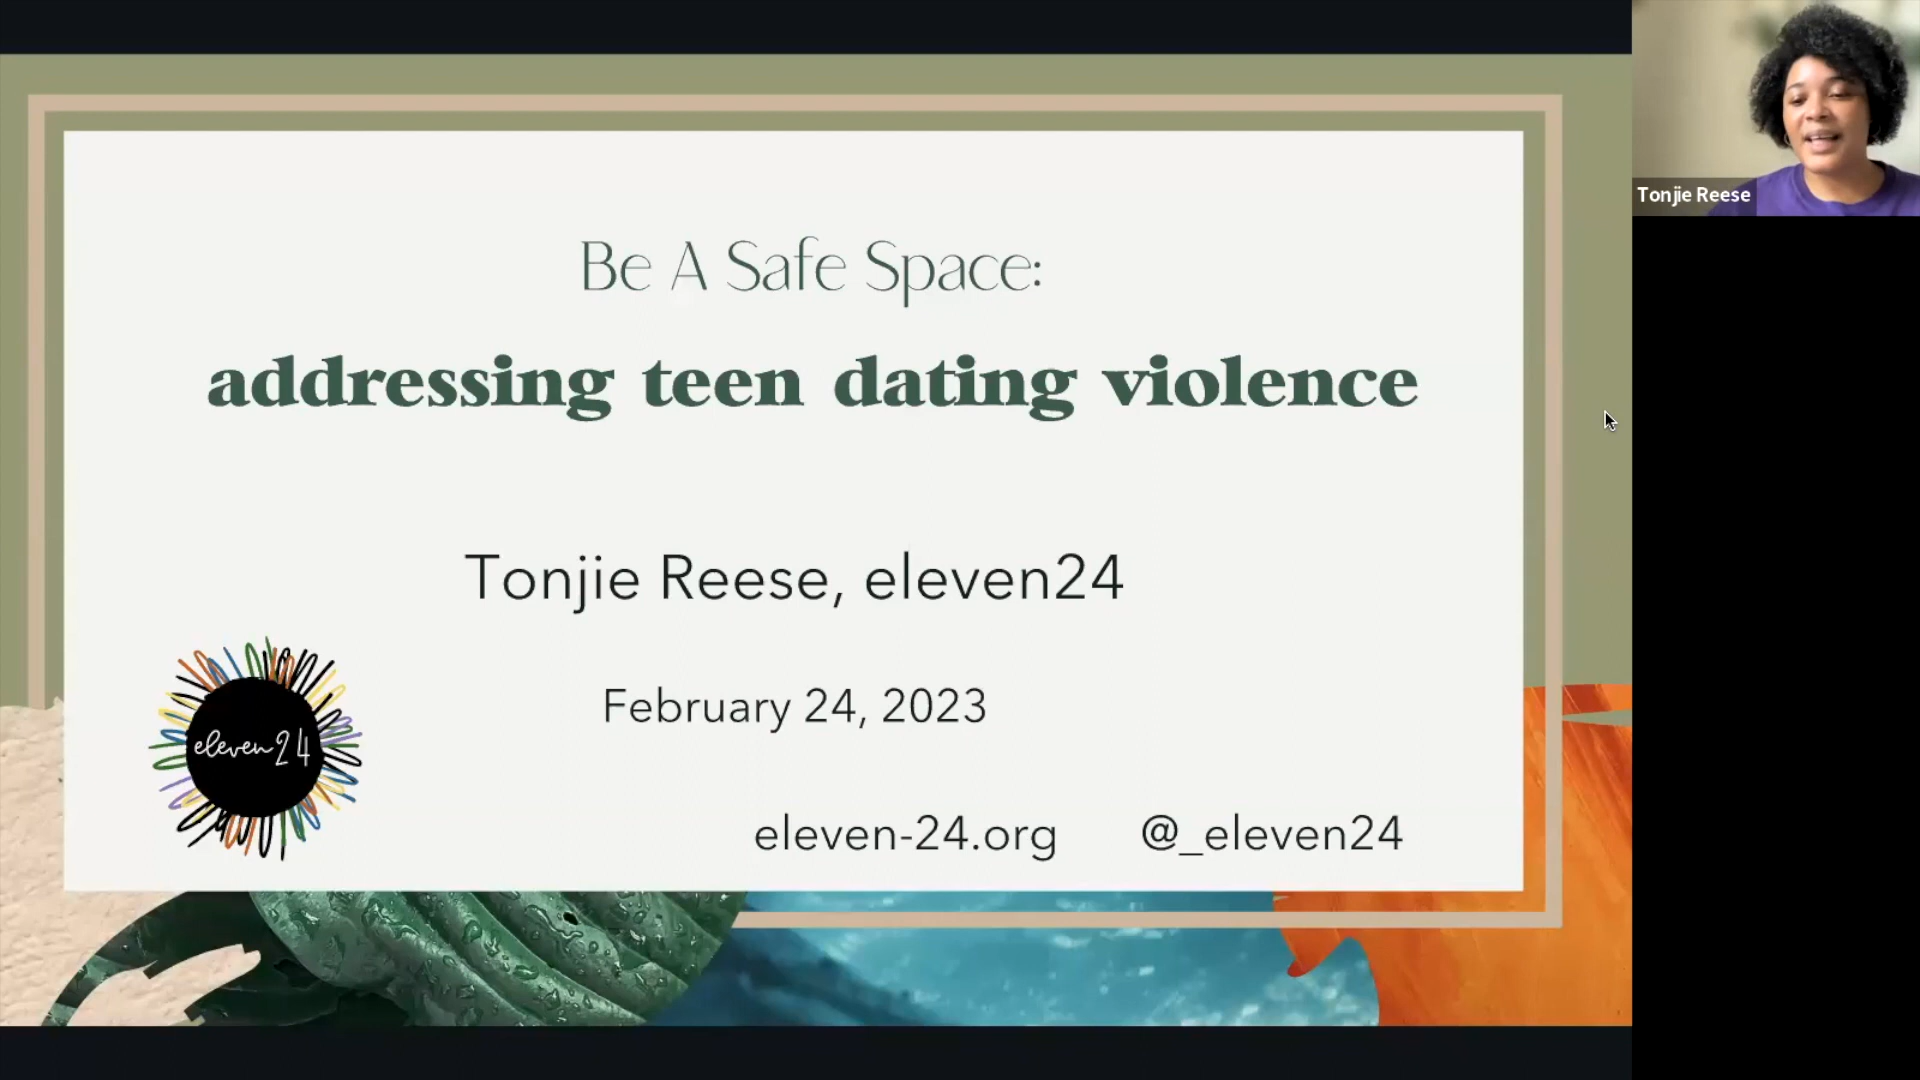 Be A Safe Space:
addressing teen dating violence
Tonjie Reese, eleven24
February 24, 2023
eleven24
eleven-24.org @_eleven24
Tonjie Reese